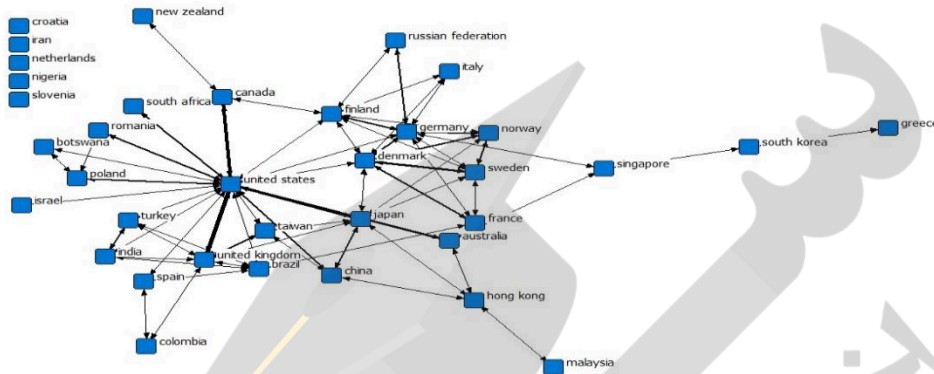 croatia
iran
netherlands
nigeria
slovenia
new zealand
russian federation
italy
south africa
canada
finland
germany
norway
greece
romania
botswana
south korea
denmark
singapore
sweden
poland
united states
israel
turkey
taiwan
japan
france
australia
india
united kingdom
brazil
spain
china
hong kong
colombia
malaysia